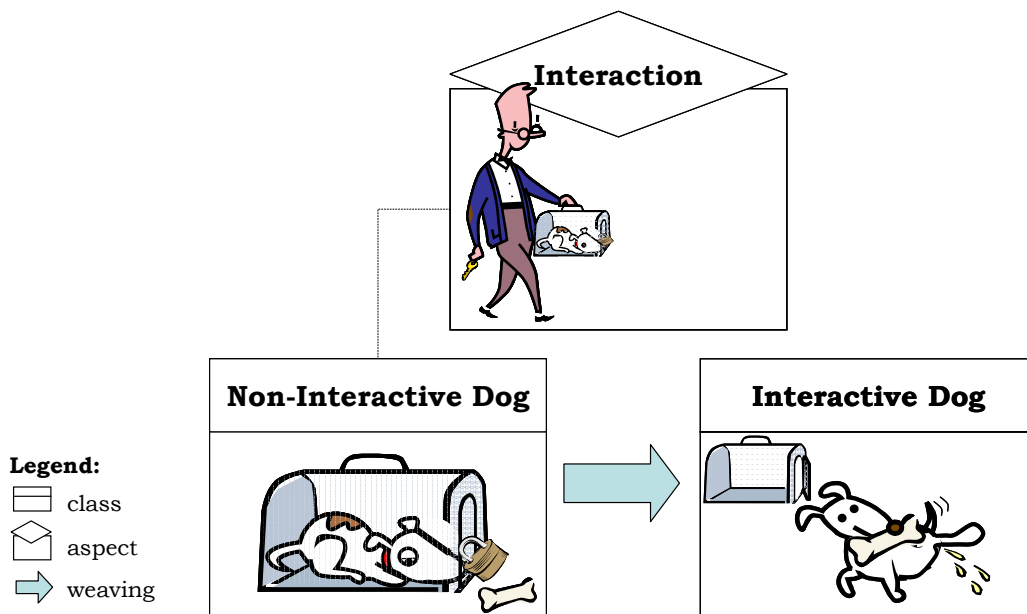 Interaction
Non-Interactive Dog
Interactive Dog
Legend:
class
aspect
weaving